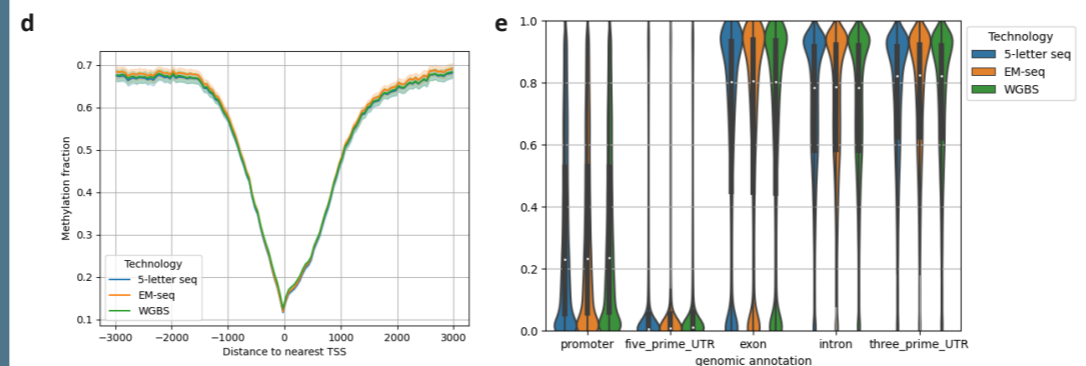 d
0.7
0.6
0.5
0.4
0.3
0.2
0.1
Methylation fraction
Technology
5-letter seq
EM-seq
WGBS
−3000 −2000 −1000 0 1000 2000 3000
Distance to nearest TSS
e
1.0
0.8
0.6
0.4
0.2
0.0
promoter five_prime_UTR exon intron three_prime_UTR
genomic annotation
Technology
5-letter seq
EM-seq
WGBS